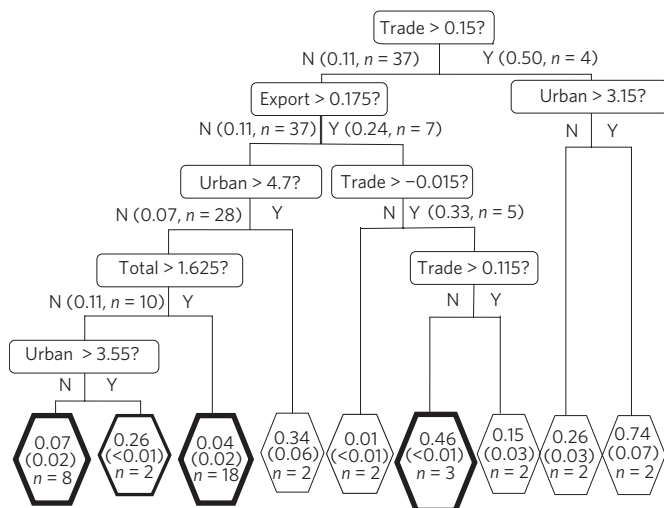 Trade > 0.15?
N (0.11, n = 37) Y (0.50, n = 4)
Export > 0.175? Urban > 3.15?
N (0.11, n = 37) Y (0.24, n = 7) N Y
Urban > 4.7? Trade > −0.015?
N (0.07, n = 28) Y N Y (0.33, n = 5)
Total > 1.625? Trade > 0.115?
N (0.11, n = 10) Y N Y
Urban > 3.55?
N Y
0.07 0.26 0.04 0.34 0.01 0.46 0.15 0.26 0.74
(0.02) (<0.01) (0.02) (0.06) (<0.01) (<0.01) (0.03) (0.03) (0.07)
n = 8 n = 2 n = 18 n = 2 n = 2 n = 3 n = 2 n = 2 n = 2